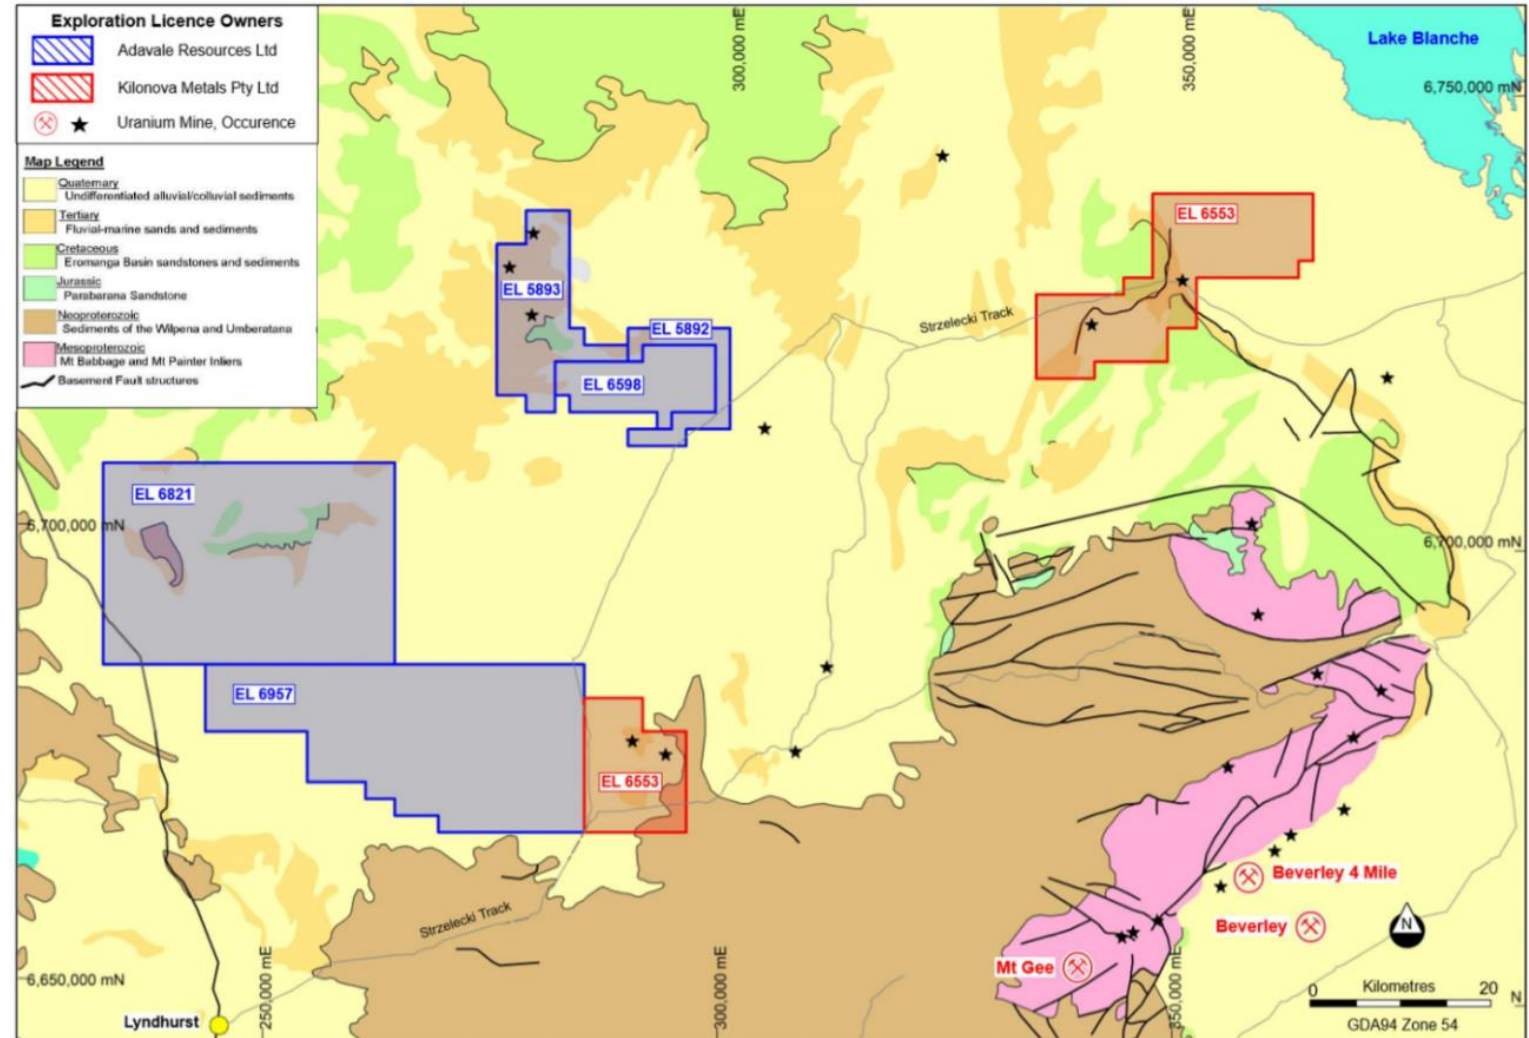 Exploration Licence Owners
Adavale Resources Ltd
Kilonova Metals Pty Ltd
Uranium Mine, Occurence
Map Legend
Quaternary
Undifferentiated alluvial/colluvial sediments
Tertiary
Fluvial-marine sands and sediments
Cretaceous
Eromanga Basin sandstones and sediments
Jurassic
Parabarana Sandstone
Neoproterozoic
Sediments of the Wilpena and Umberatana
Mesoproterozoic
Mt Babbage and Mt Painter Inliers
Basement Fault structures
300,000 mE
350,000 mE
Lake Blanche
6,750,000 mN
EL 6553
EL 5893
Strzelecki Track
EL 5892
EL 6598
EL 6821
6,700,000 mN
6,700,000 mN
EL 6957
EL 6553
Beverley 4 Mile
Strzelecki Track
Beverley
N
Mt Gee
6,650,000 mN
250,000 mE
300,000 mE
350,000 mE
Kilometres
0 20
N
GDA94 Zone 54
Lyndhurst